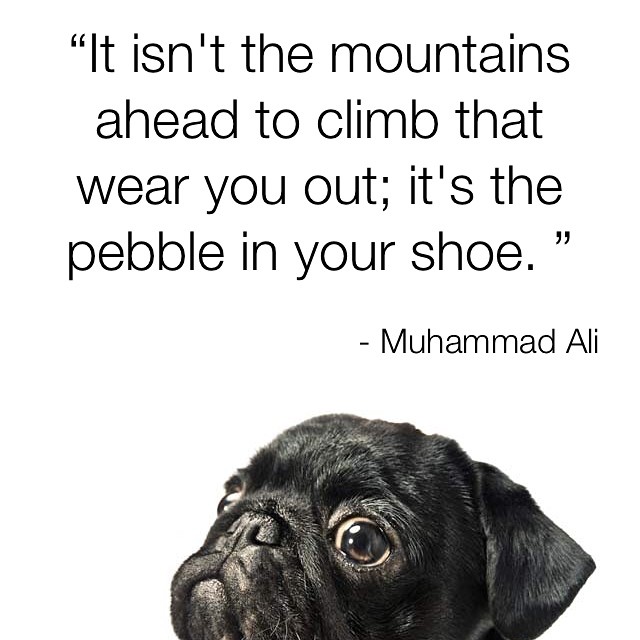 “It isn't the mountains
ahead to climb that
wear you out; it's the
pebble in your shoe. ”
- Muhammad Ali